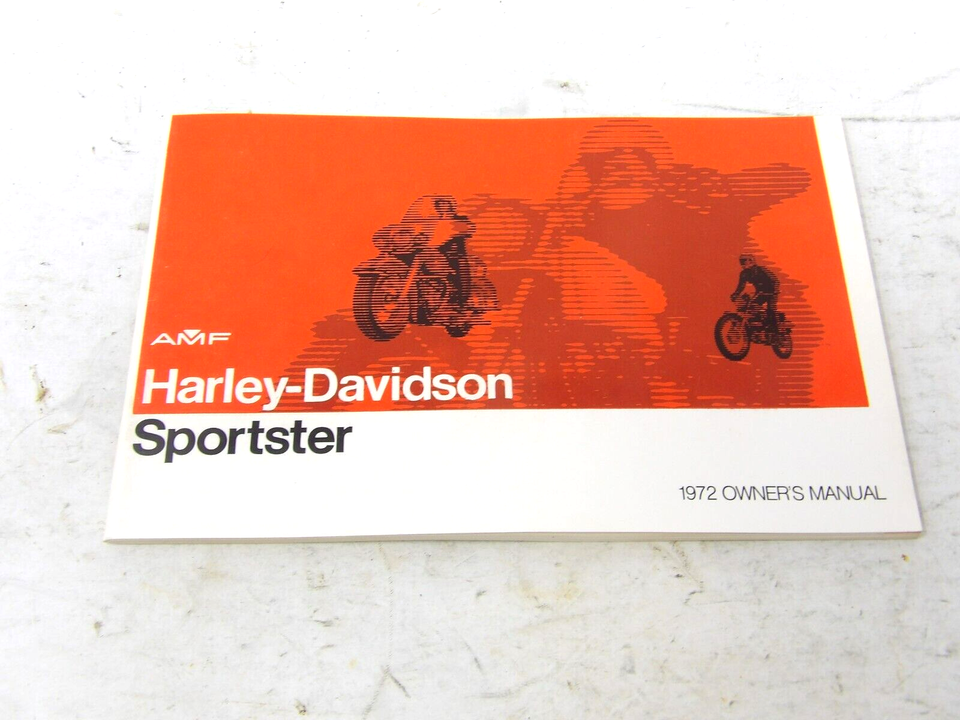 AMF
Harley-Davidson
Sportster
1972 OWNER'S MANUAL